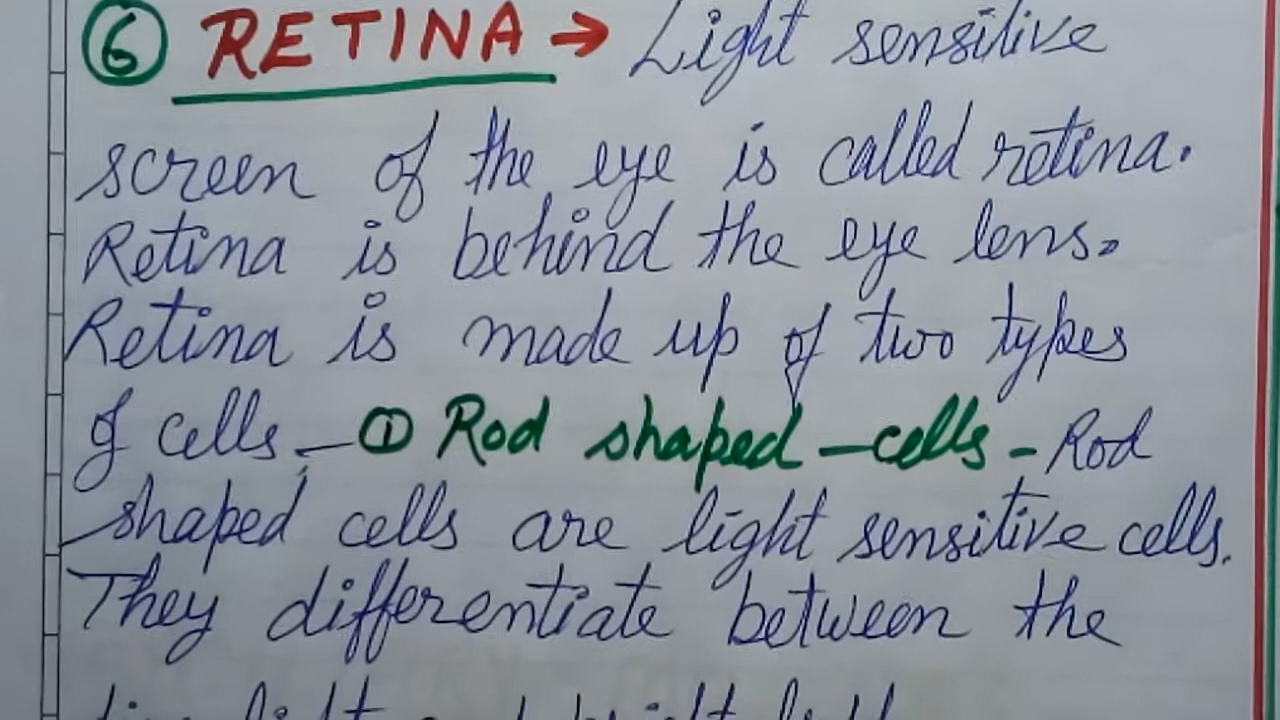 ⑥ RETINA → Light sensitive
screen of the eye is called retina.
Retina is behind the eye lens.
Retina is made up of two types
of cells – ① Rod shaped – cells – Rod
shaped cells are light sensitive cells.
They differentiate between the